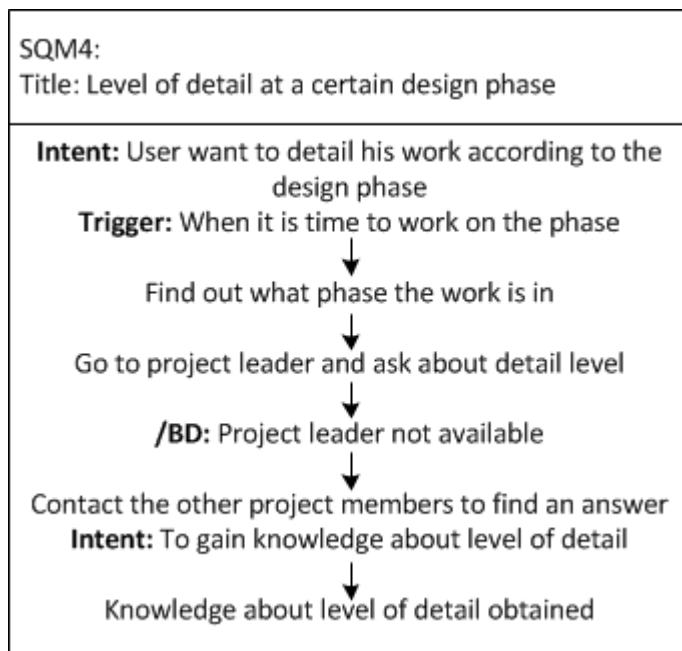 SQM4:
Title: Level of detail at a certain design phase
Intent: User want to detail his work according to the
design phase
Trigger: When it is time to work on the phase
Find out what phase the work is in
Go to project leader and ask about detail level
/BD: Project leader not available
Contact the other project members to find an answer
Intent: To gain knowledge about level of detail
Knowledge about level of detail obtained